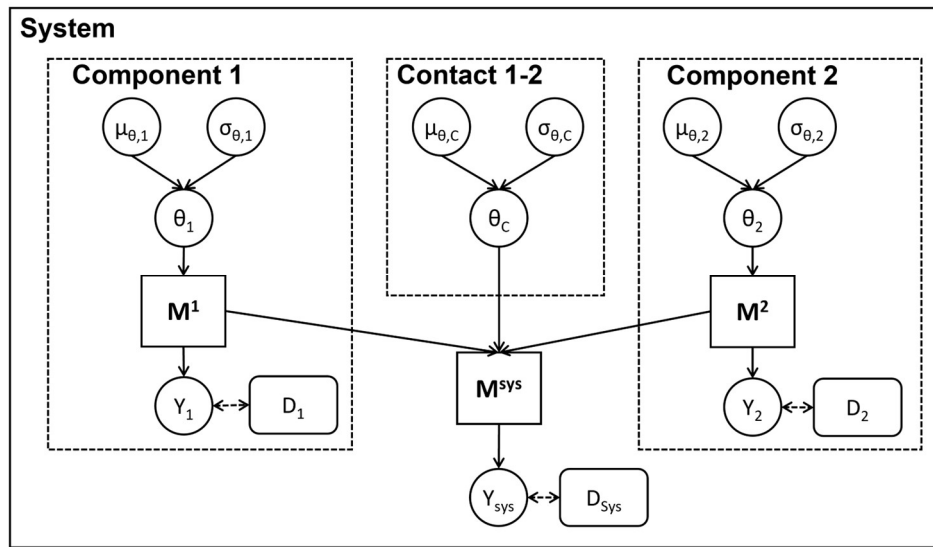 System
Component 1
Contact 1-2
Component 2
μθ,1
σθ,1
μθ,C
σθ,C
μθ,2
σθ,2
θ1
θC
θ2
M1
M2
Msys
Y1
D1
Y2
D2
Ysys
DSys